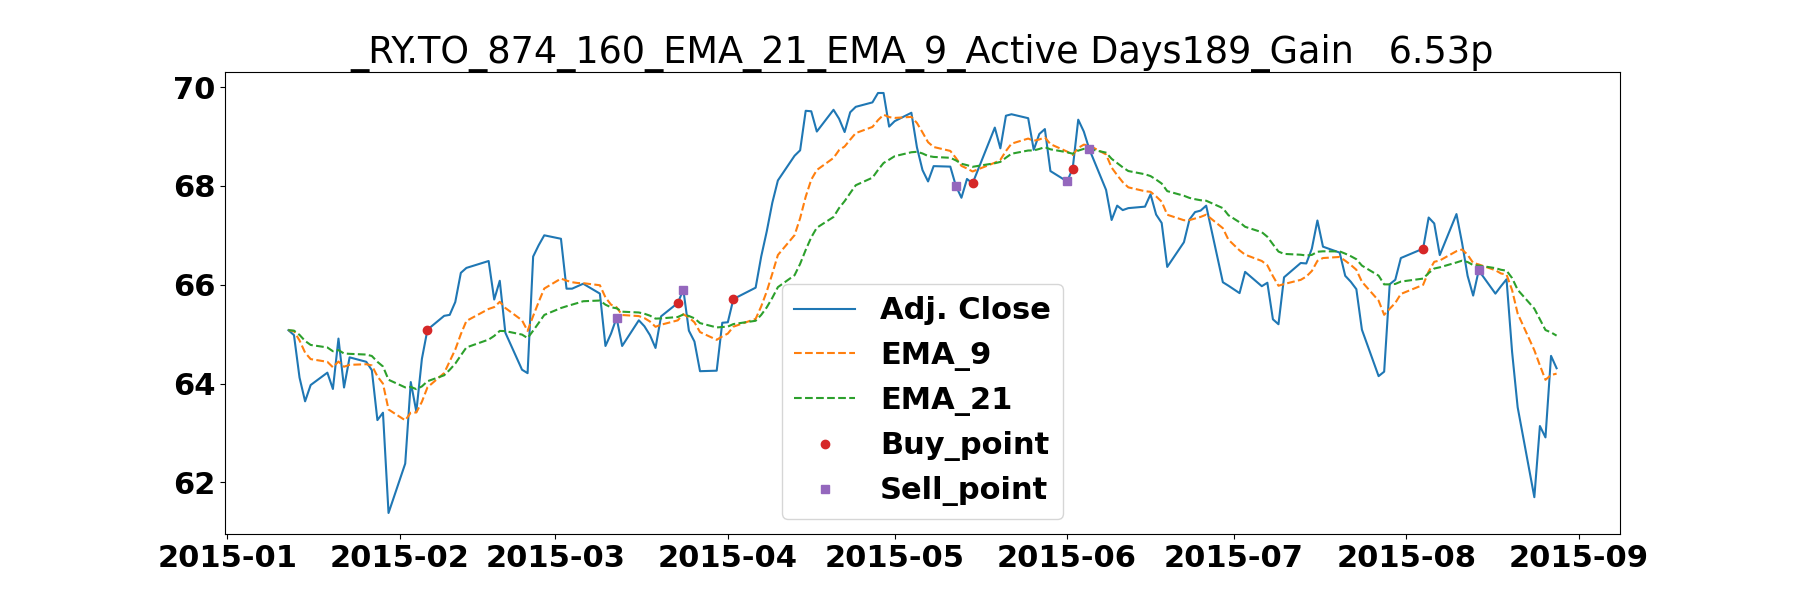 _RY.TO_874_160_EMA_21_EMA_9_Active Days189_Gain   6.53p
70
68
66
64
62
Adj. Close
EMA_9
EMA_21
Buy_point
Sell_point
2015-01 2015-02 2015-03 2015-04 2015-05 2015-06 2015-07 2015-08 2015-09